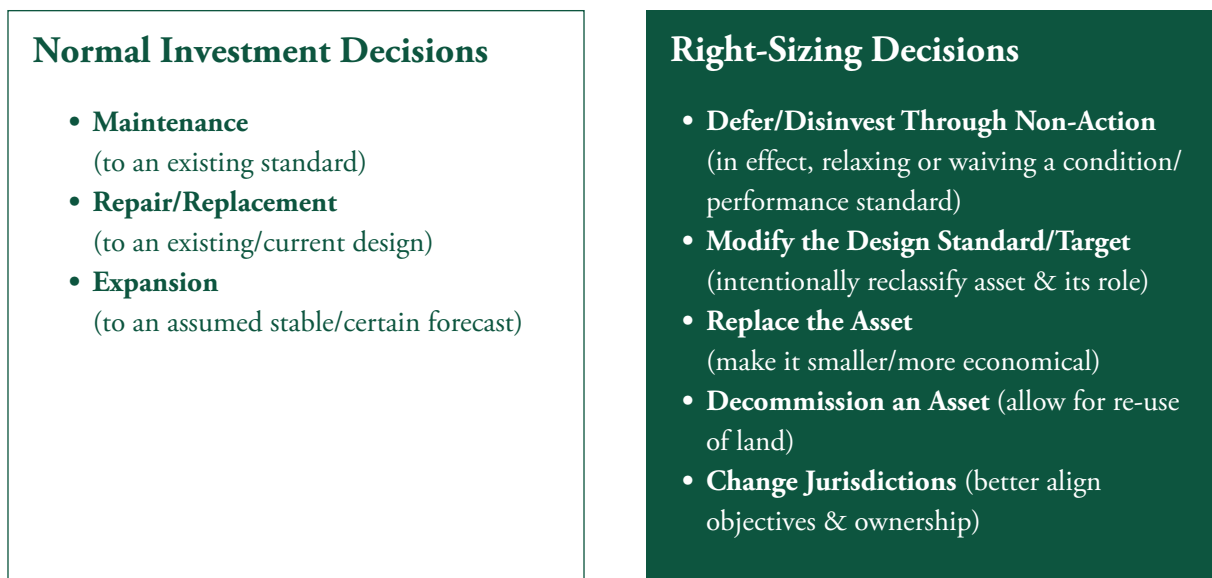 Normal Investment Decisions
• Maintenance
(to an existing standard)
• Repair/Replacement
(to an existing/current design)
• Expansion
(to an assumed stable/certain forecast)
Right-Sizing Decisions
• Defer/Disinvest Through Non-Action
(in effect, relaxing or waiving a condition/
performance standard)
• Modify the Design Standard/Target
(intentionally reclassify asset & its role)
• Replace the Asset
(make it smaller/more economical)
• Decommission an Asset (allow for re-use
of land)
• Change Jurisdictions (better align
objectives & ownership)